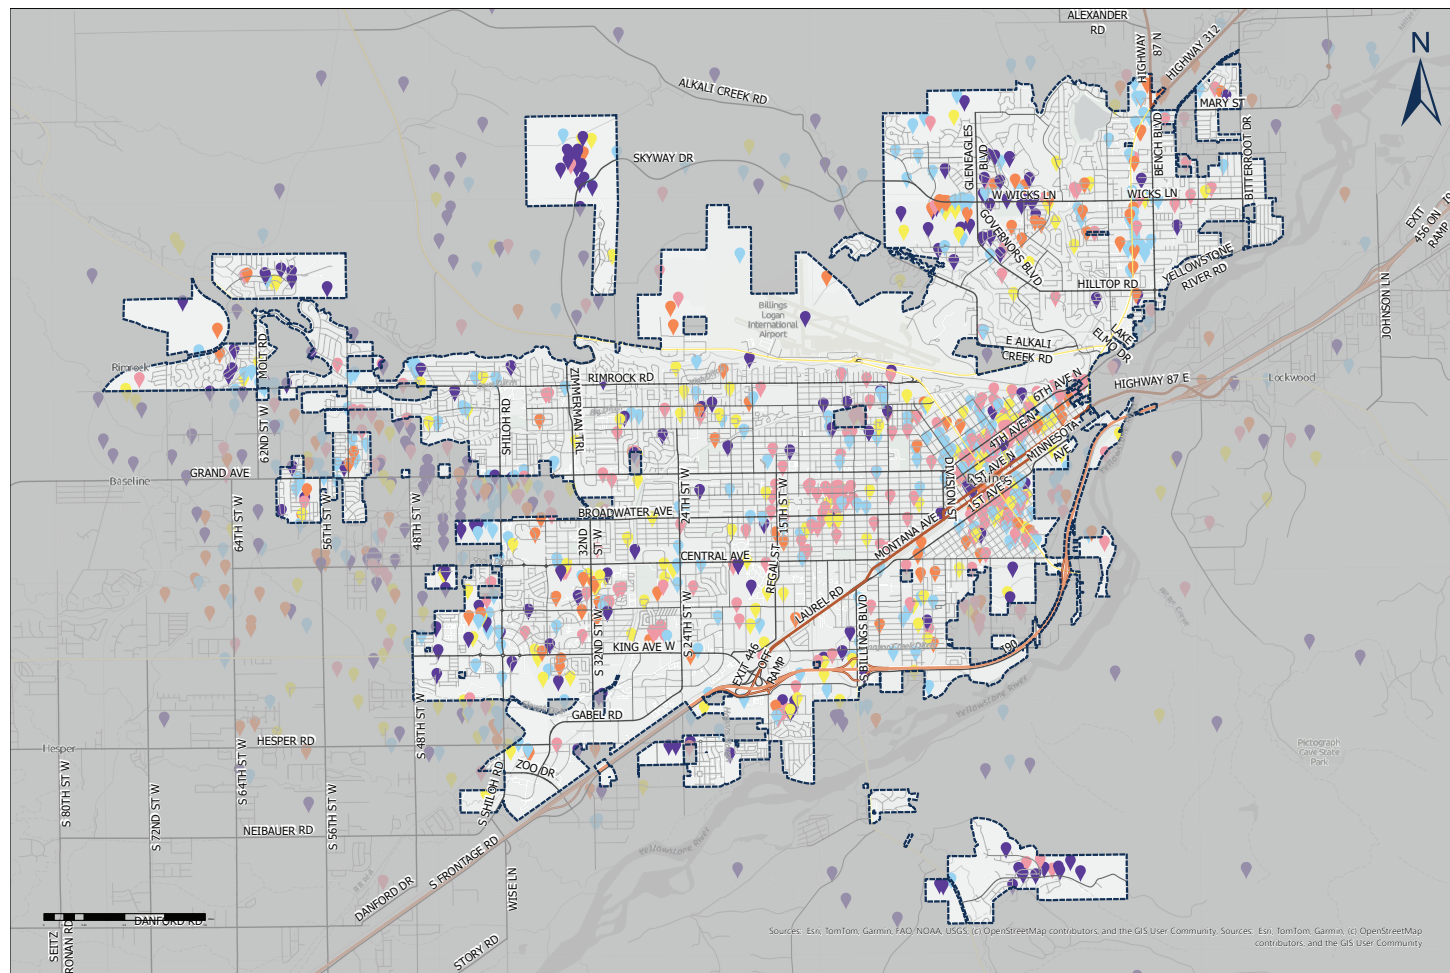 ALEXANDER
RD
HIGHWAY
87 N
HIGHWAY 312
N
ALKALI CREEK RD
MARY ST
BENCH BLVD
BITTERROOT DR
GLENEAGLES
BLVD
SKYWAY DR
W WICKS LN
WICKS LN
GOVERNORS BLVD
EXIT
456 ON
RAMP
YELLOWSTONE
RIVER RD
HILLTOP RD
JOHNSON LN
Billings
Logan
International
Airport
LAKE
ELMO DR
E ALKALI
CREEK RD
MOLT RD
Rimrock
RIMROCK RD
ZIMMERMAN TRL
SHILOH RD
6TH AVE N
HIGHWAY 87 E
Lockwood
62ND ST W
4TH AVE N
MINNESOTA
AVE
1ST AVE N
1ST AVE S
DIVISION ST
GRAND AVE
Baseline
24TH ST W
15TH ST W
64TH ST W
56TH ST W
48TH ST W
BROADWATER AVE
32ND
ST W
MONTANA AVE
CENTRAL AVE
REGAL ST
LAUREL RD
S BILLINGS BLVD
S 32ND ST W
S 24TH ST W
KING AVE W
EXIT 446
OFF
RAMP
I90
Yellowstone River
GABEL RD
S 48TH ST W
HESPER RD
Hesper
Pictograph
Cave State
Park
ZOO DR
S SHILOH RD
S 80TH ST W
S 72ND ST W
S 64TH ST W
S 56TH ST W
NEIBAUER RD
Yellowstone River
S FRONTAGE RD
WISE LN
DANFORD DR
DANFORD RD
SEITZ
RONAN RD
STORY RD
Sources: Esri, TomTom, Garmin, FAO, NOAA, USGS, (c) OpenStreetMap contributors, and the GIS User Community, Sources: Esri, TomTom, Garmin, (c) OpenStreetMap
contributors, and the GIS User Community